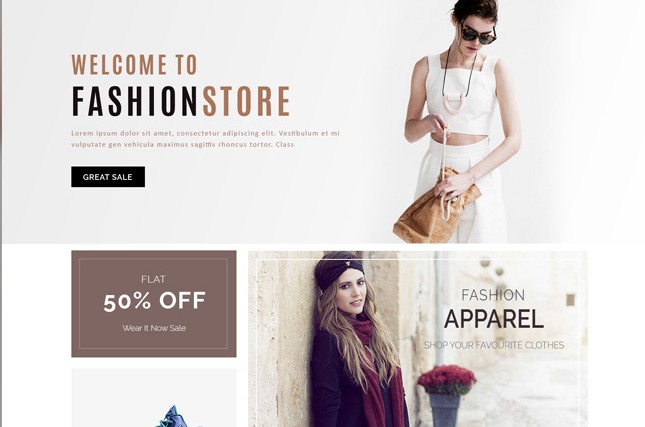 WELCOME TO
FASHIONSTORE
Lorem ipsum dolor sit amet, consectetur adipiscing elit. Vestibulum et mi
vulputate gen vehicula maximus sagittis rhoncus tortor. Class
GREAT SALE
FLAT
50% OFF
Wear It Now Sale
FASHION
APPAREL
SHOP YOUR FAVOURITE CLOTHES